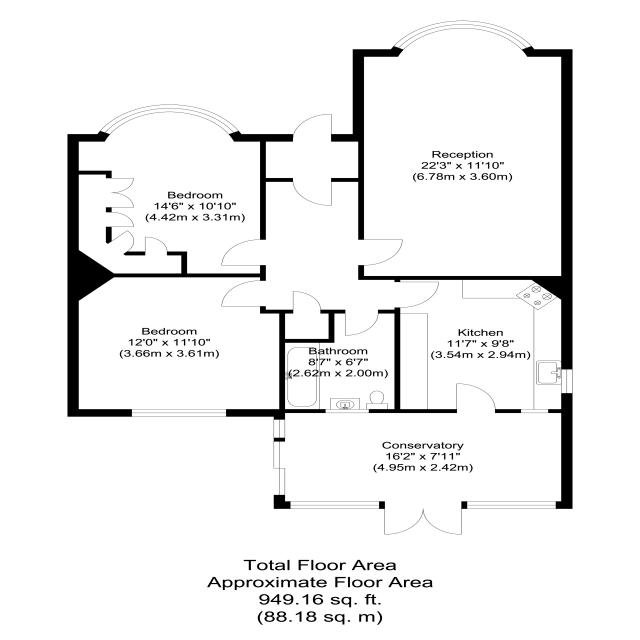 Reception
22'3" x 11'10"
(6.78m x 3.60m)
Bedroom
14'6" x 10'10"
(4.42m x 3.31m)
Bedroom
12'0" x 11'10"
(3.66m x 3.61m)
Bathroom
8'7" x 6'7"
(2.62m x 2.00m)
Kitchen
11'7" x 9'8"
(3.54m x 2.94m)
Conservatory
16'2" x 7'11"
(4.95m x 2.42m)
Total Floor Area
Approximate Floor Area
949.16 sq. ft.
(88.18 sq. m)